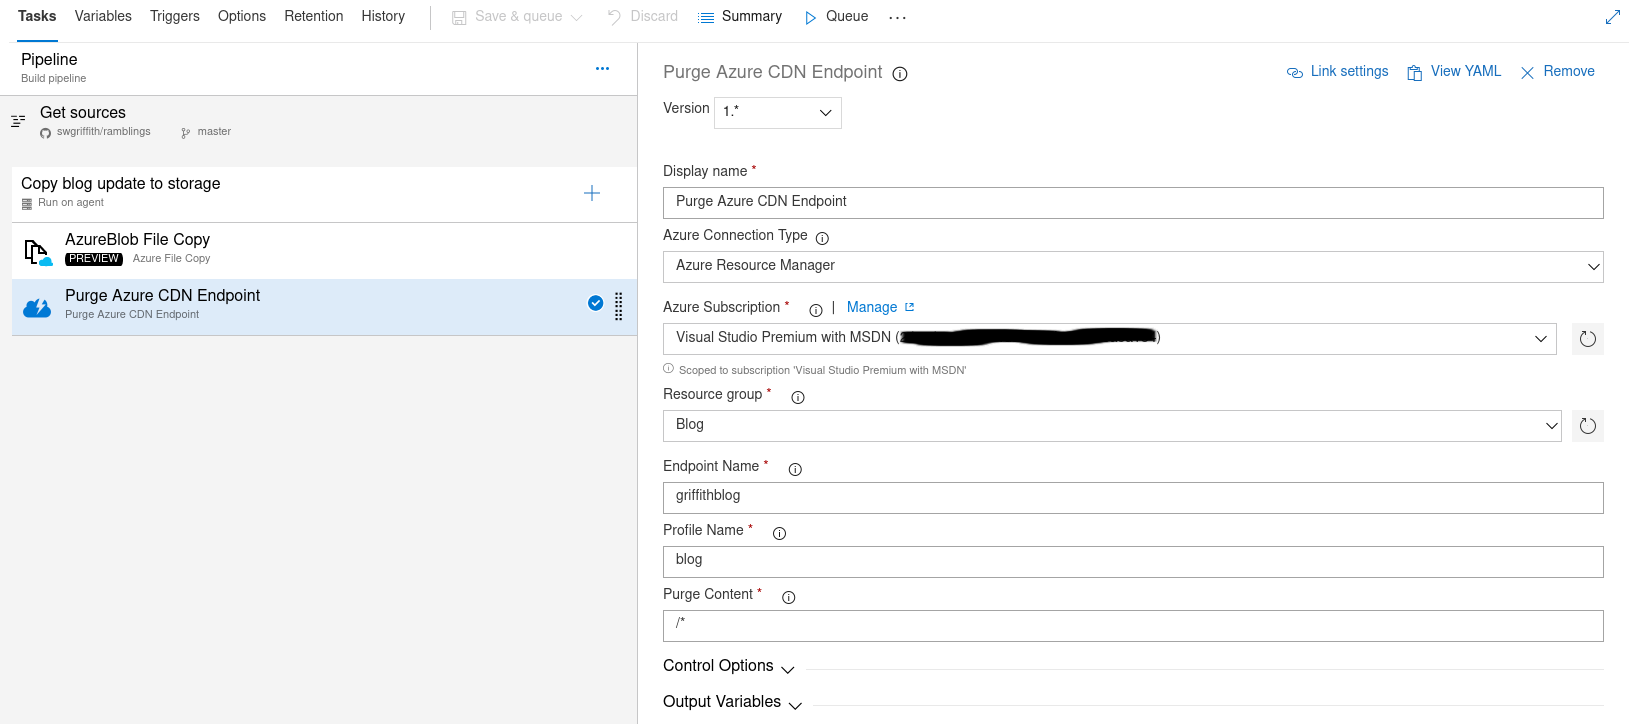 Tasks Variables Triggers Options Retention History Save & queue Discard Summary Queue ...
Pipeline
Build pipeline
Get sources
swgriffith/ramblings master
Copy blog update to storage
Run on agent
AzureBlob File Copy
PREVIEW Azure File Copy
Purge Azure CDN Endpoint
Purge Azure CDN Endpoint
Purge Azure CDN Endpoint Link settings View YAML Remove
Version 1.*
Display name *
Purge Azure CDN Endpoint
Azure Connection Type
Azure Resource Manager
Azure Subscription * | Manage
Visual Studio Premium with MSDN ( )
Scoped to subscription 'Visual Studio Premium with MSDN'
Resource group *
Blog
Endpoint Name *
griffithblog
Profile Name *
blog
Purge Content *
/*
Control Options
Output Variables